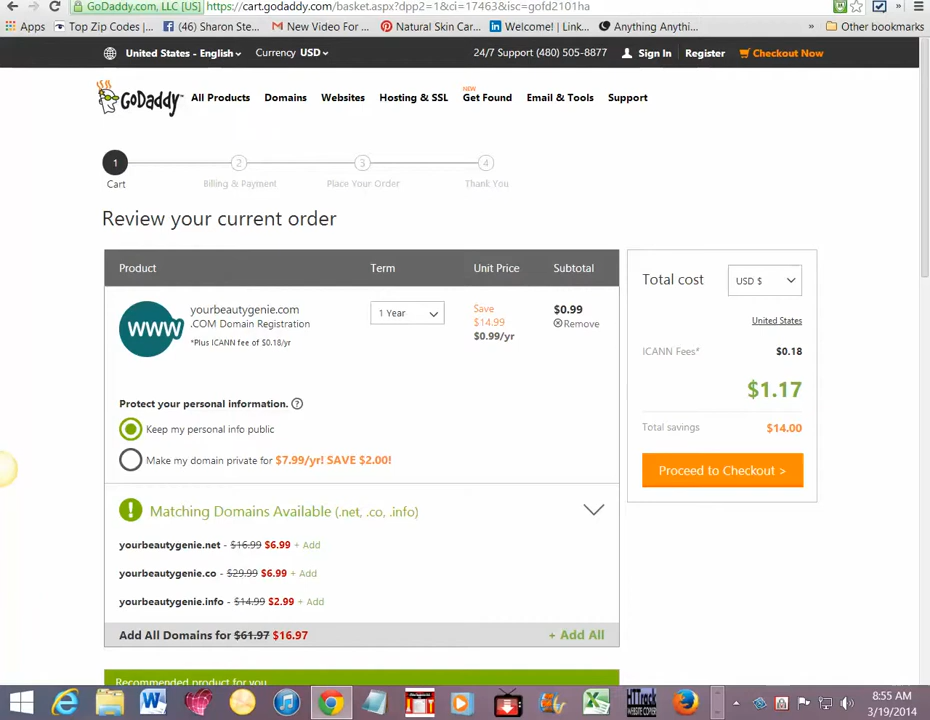 GoDaddy.com, LLC [US] https://cart.godaddy.com/basket.aspx?dpp2=1&ci=17463&isc=gofd2101ha
Apps Top Zip Codes |... (46) Sharon Ste... New Video For ... Natural Skin Car... Welcome! | Link... Anything Anythi... » Other bookmarks
United States - English Currency USD 24/7 Support (480) 505-8877 Sign In Register Checkout Now
GoDaddy™ All Products Domains Websites Hosting & SSL NEW Get Found Email & Tools Support
1 2 3 4
Cart Billing & Payment Place Your Order Thank You
Review your current order
Product Term Unit Price Subtotal
WWW
yourbeautygenie.com
.COM Domain Registration
*Plus ICANN fee of $0.18/yr
1 Year
Save
$14.99
$0.99/yr
$0.99
Remove
Protect your personal information. ?
Keep my personal info public
Make my domain private for $7.99/yr! SAVE $2.00!
! Matching Domains Available (.net, .co, .info)
yourbeautygenie.net - $16.99 $6.99 + Add
yourbeautygenie.co - $29.99 $6.99 + Add
yourbeautygenie.info - $14.99 $2.99 + Add
Add All Domains for $61.97 $16.97 + Add All
Recommended product for you
Total cost USD $
United States
ICANN Fees* $0.18
$1.17
Total savings $14.00
Proceed to Checkout >
HTTrack
WEBSITE COPIER
8:55 AM
3/19/2014